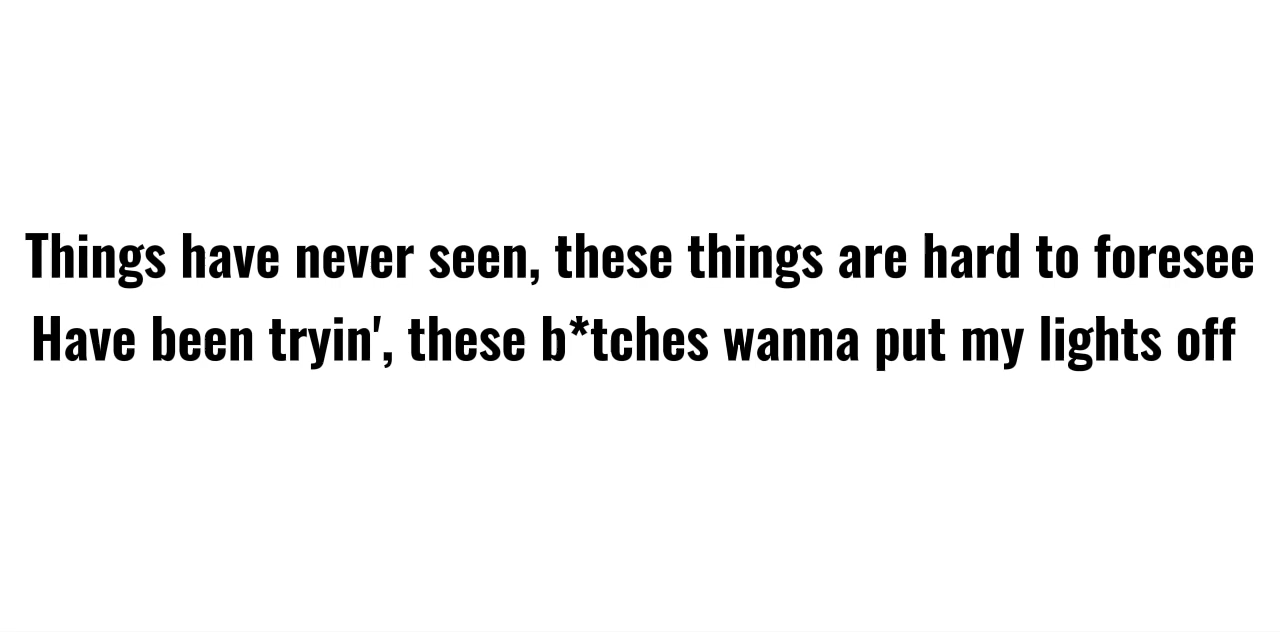 Things have never seen, these things are hard to foresee
Have been tryin', these b*tches wanna put my lights off